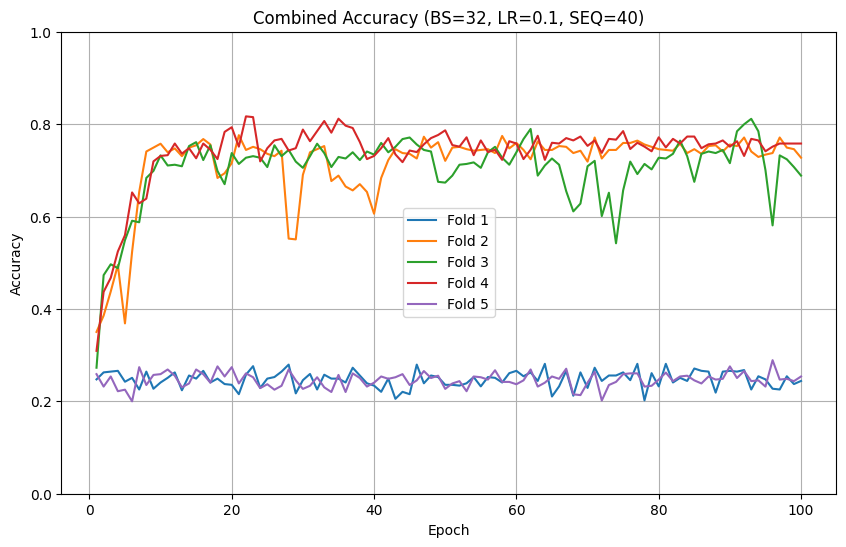 Combined Accuracy (BS=32, LR=0.1, SEQ=40)
Accuracy
1.0
0.8
0.6
0.4
0.2
0.0
Fold 1
Fold 2
Fold 3
Fold 4
Fold 5
0
20
40
60
80
100
Epoch